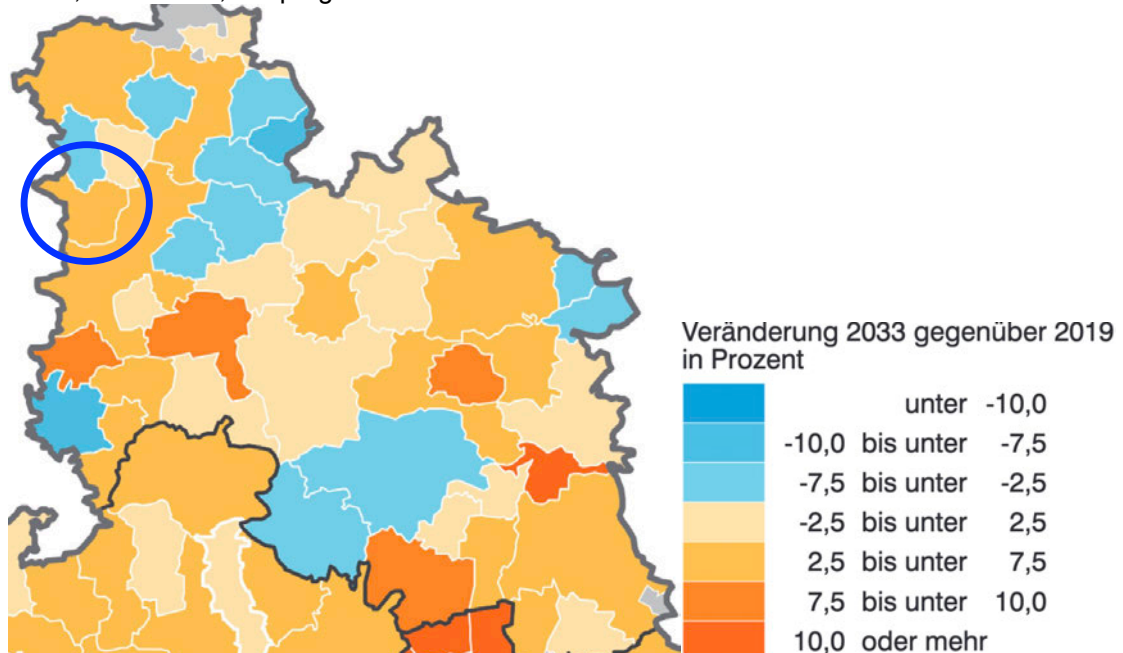 Veränderung 2033 gegenüber 2019
in Prozent
unter -10,0
-10,0 bis unter -7,5
-7,5 bis unter -2,5
-2,5 bis unter 2,5
2,5 bis unter 7,5
7,5 bis unter 10,0
10,0 oder mehr